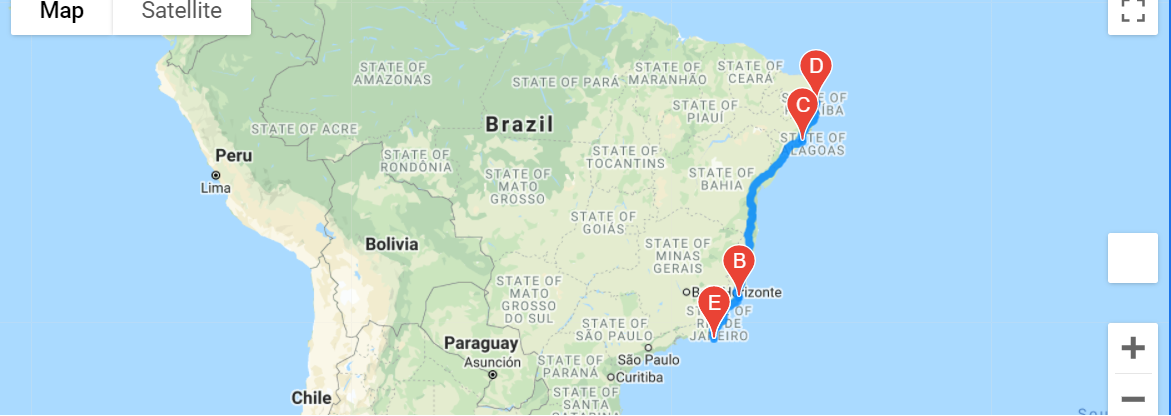 Map
Satellite
STATE OF
AMAZONAS
STATE OF PARÁ
STATE OF
MARANHÃO
STATE OF
CEARÁ
D
C
STATE OF
PIAUÍ
STATE OF ACRE
Brazil
STATE OF
ALAGOAS
Peru
Lima
STATE OF
RONDÔNIA
STATE OF
TOCANTINS
STATE OF
MATO
GROSSO
STATE OF
BAHIA
STATE OF
GOIÁS
Bolivia
STATE OF
MINAS
GERAIS
B
STATE OF
MATO
GROSSO
DO SUL
E
STATE OF
RIO DE
JANEIRO
Paraguay
Asunción
STATE OF
SÃO PAULO
São Paulo
STATE OF
PARANÁ
Curitiba
Chile
STATE OF
SANTA
+
−